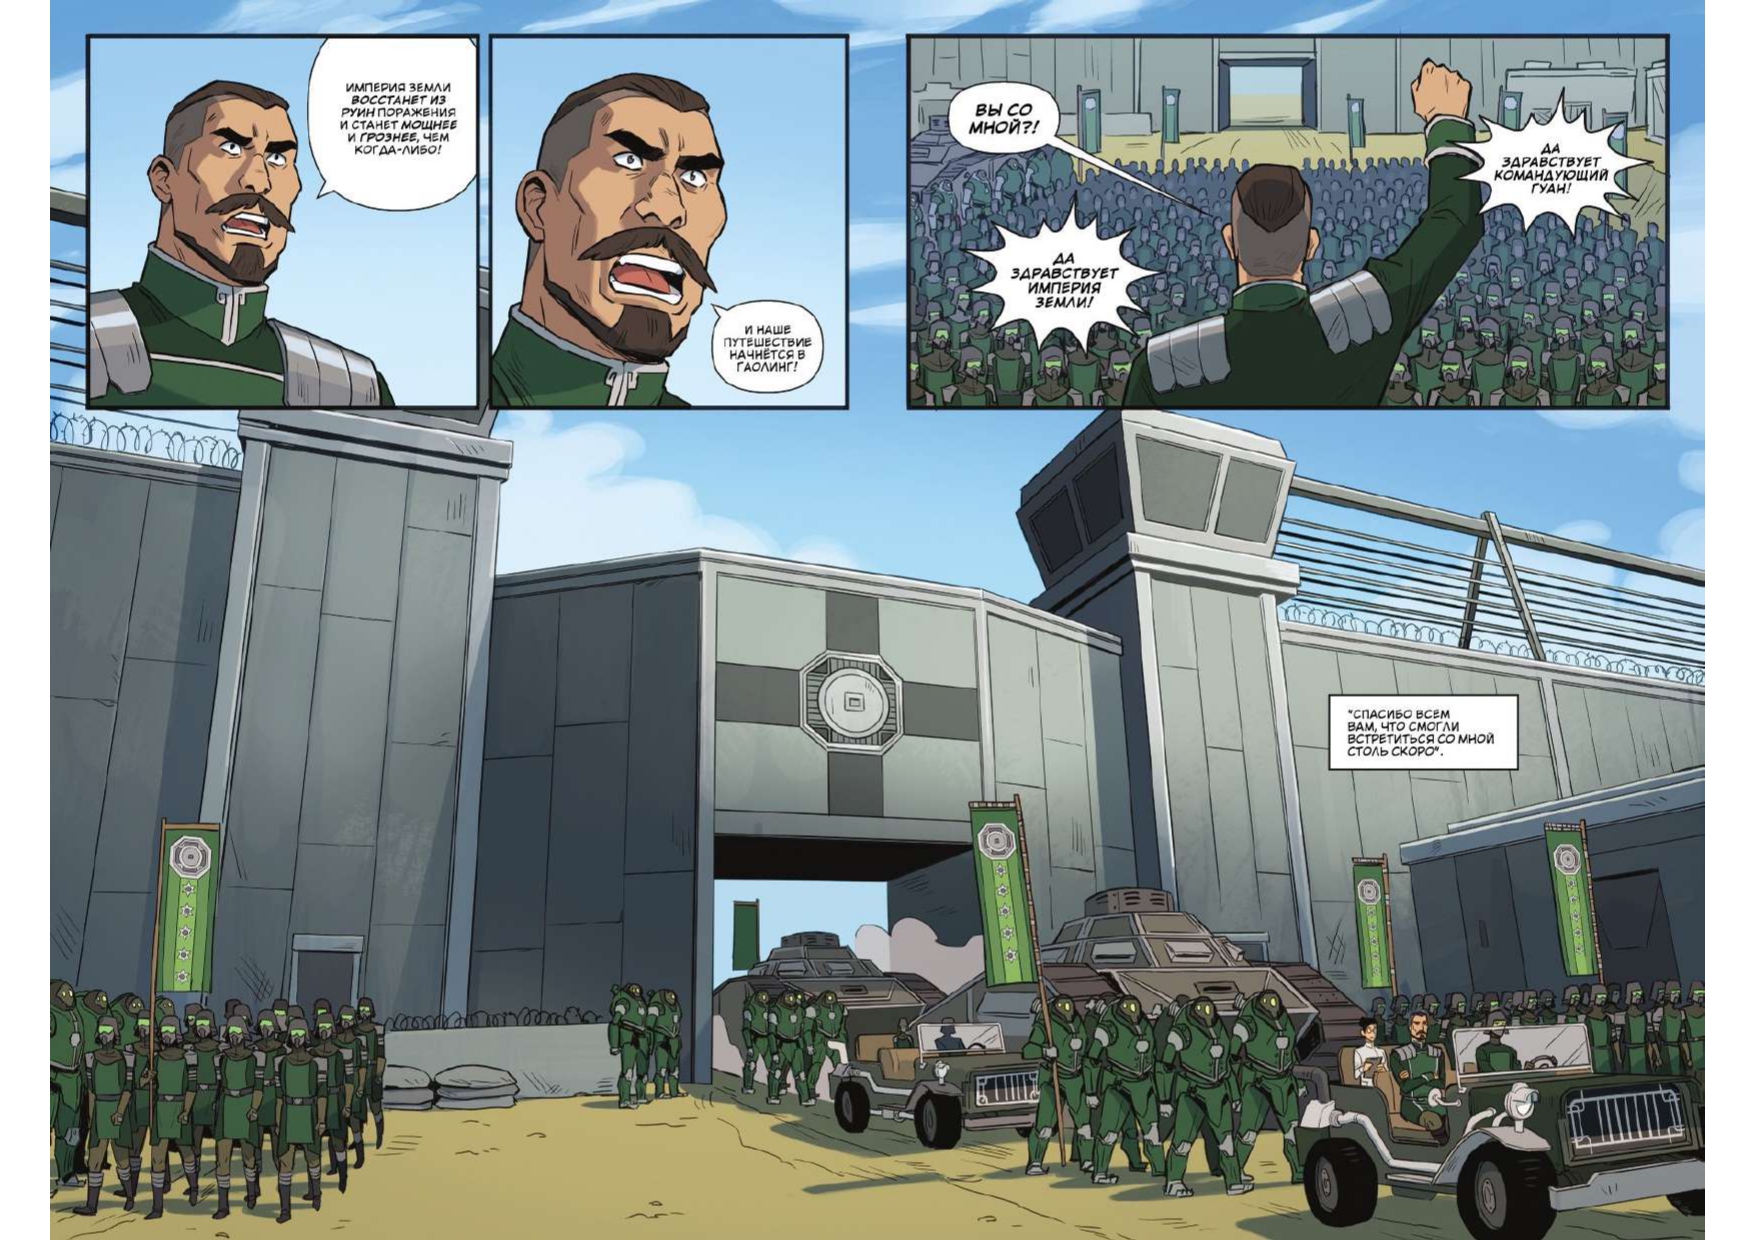 ИМПЕРИЯ ЗЕМЛИ
ВОССТАНЕТ ИЗ
РУИН ПОРАЖЕНИЯ
И СТАНЕТ МОЩНЕЕ
И ГРОЗНЕЕ, ЧЕМ
КОГДА-ЛИБО!
И НАШЕ
ПУТЕШЕСТВИЕ
НАЧНЁТСЯ В
ГАОЛИНГ!
ВЫ СО
МНОЙ?!
ДА
ЗДРАВСТВУЕТ
ИМПЕРИЯ
ЗЕМЛИ!
ДА
ЗДРАВСТВУЕТ
КОМАНДУЮЩИЙ
ГУАН!
"СПАСИБО ВСЕМ
ВАМ, ЧТО СМОГЛИ
ВСТРЕТИТЬСЯ СО МНОЙ
СТОЛЬ СКОРО".